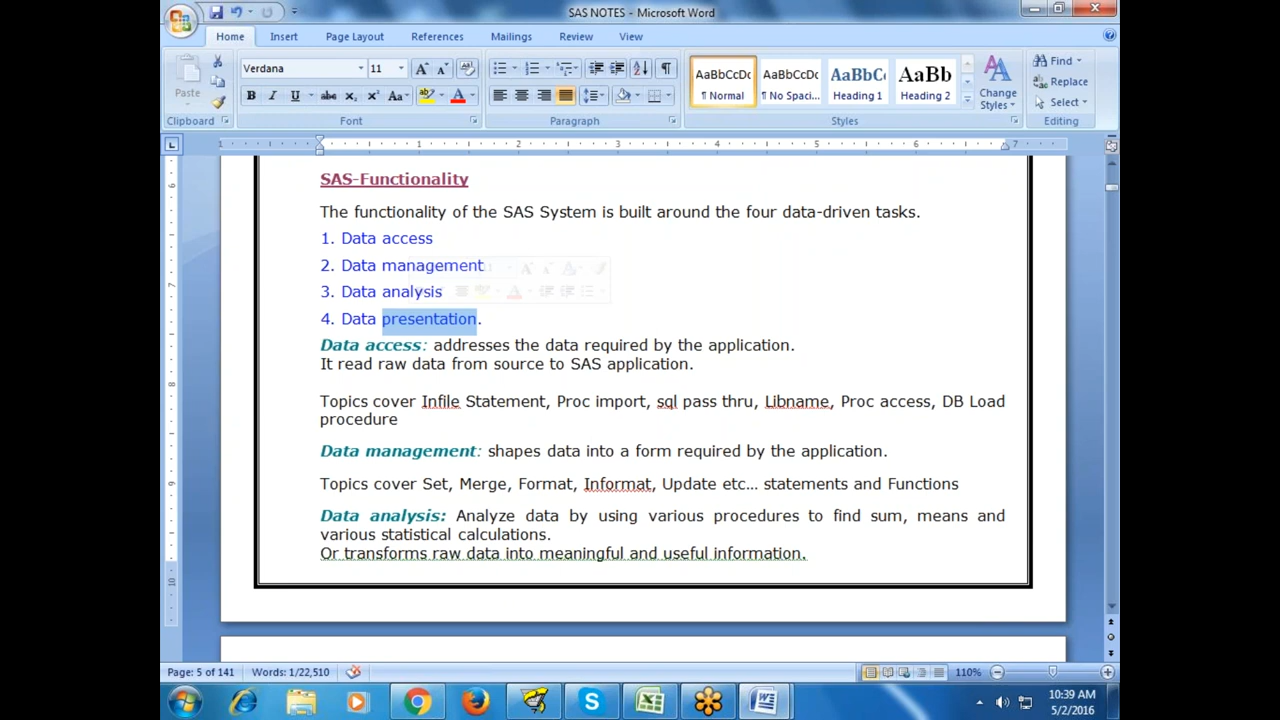 SAS NOTES - Microsoft Word
Home Insert Page Layout References Mailings Review View
Paste
Verdana 11
AaBbCcDc AaBbCcDc AaBbC AaBb
¶ Normal ¶ No Spaci... Heading 1 Heading 2
Change Styles
Find
Replace
Select
Clipboard Font Paragraph Styles Editing
1 1 2 3 4 5 6 7
SAS-Functionality
The functionality of the SAS System is built around the four data-driven tasks.
1. Data access
2. Data management
3. Data analysis
4. Data presentation.
Data access: addresses the data required by the application.
It read raw data from source to SAS application.
Topics cover Infile Statement, Proc import, sql pass thru, Libname, Proc access, DB Load
procedure
Data management: shapes data into a form required by the application.
Topics cover Set, Merge, Format, Informat, Update etc... statements and Functions
Data analysis: Analyze data by using various procedures to find sum, means and
various statistical calculations.
Or transforms raw data into meaningful and useful information.
Page: 5 of 141 Words: 1/22,510 110%
10:39 AM
5/2/2016